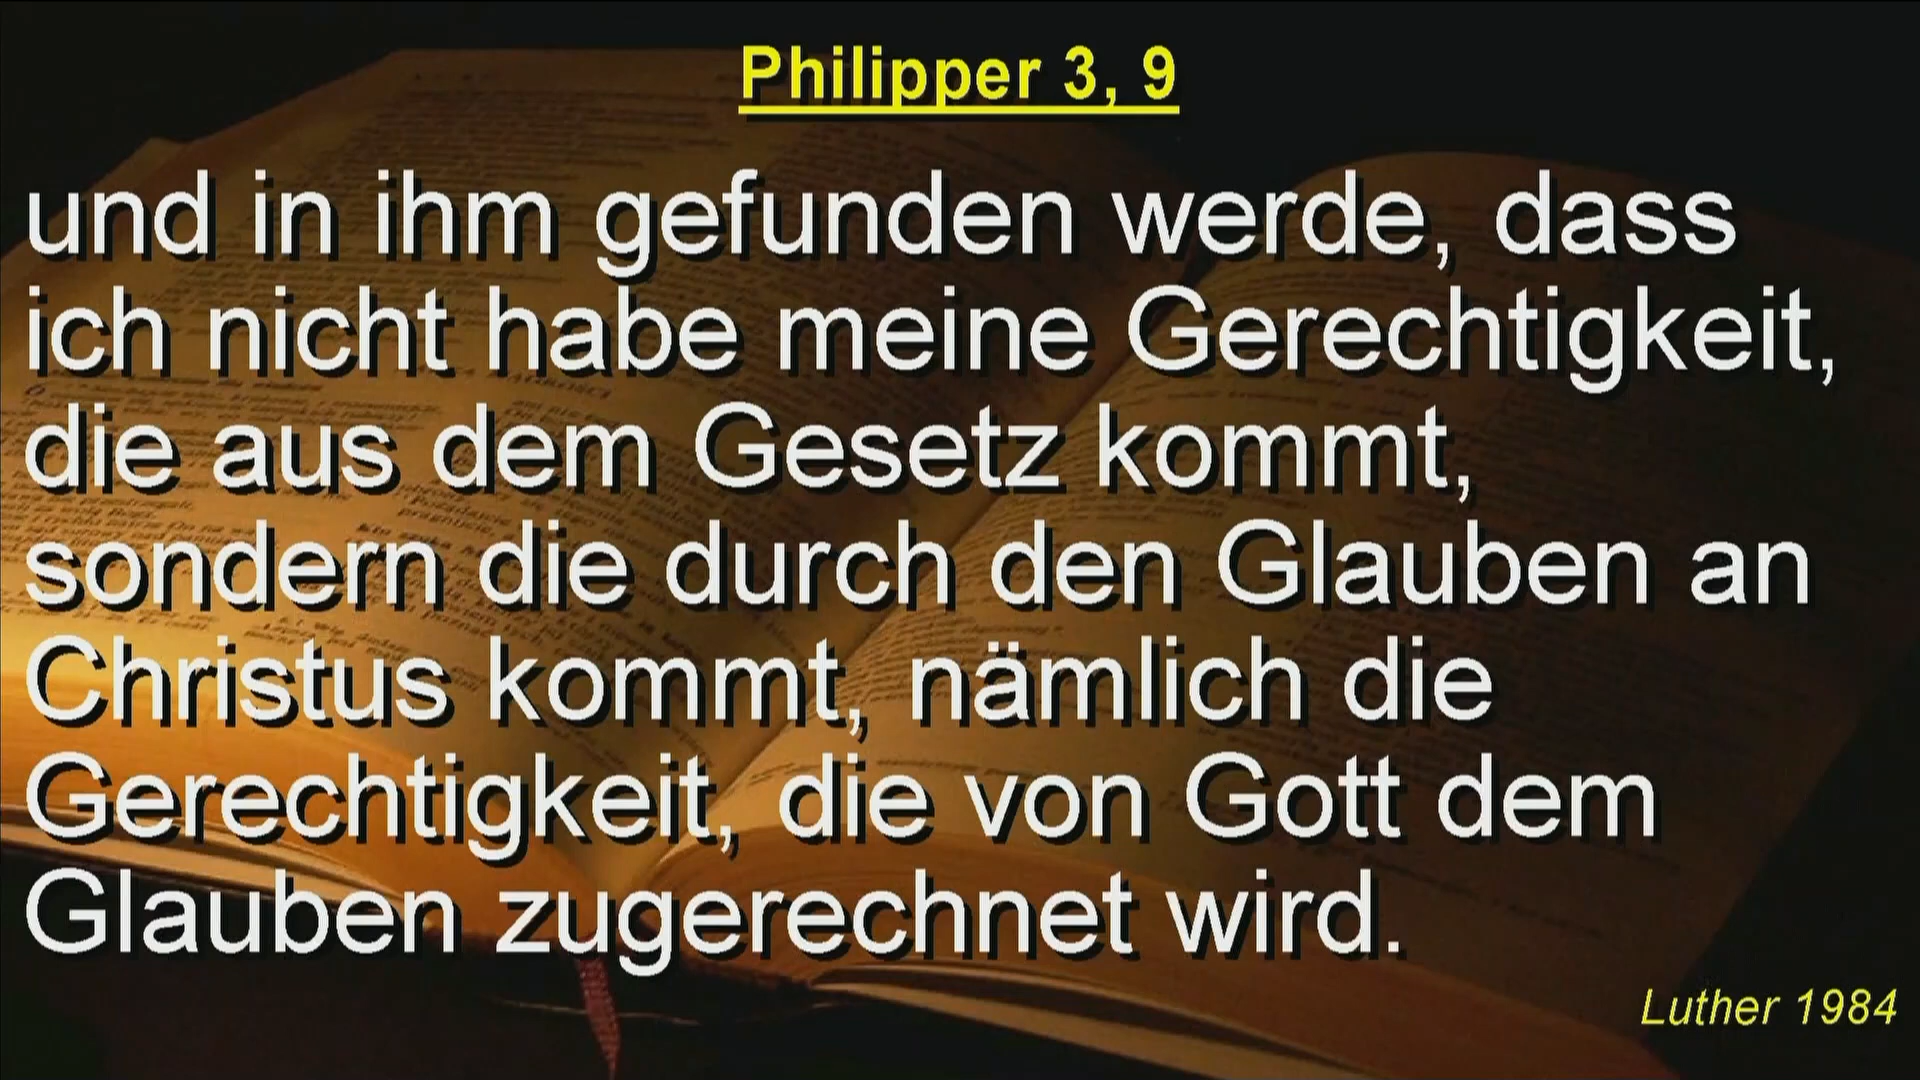 Philipper 3, 9
und in ihm gefunden werde, dass
ich nicht habe meine Gerechtigkeit,
die aus dem Gesetz kommt,
sondern die durch den Glauben an
Christus kommt, nämlich die
Gerechtigkeit, die von Gott dem
Glauben zugerechnet wird.
Luther 1984